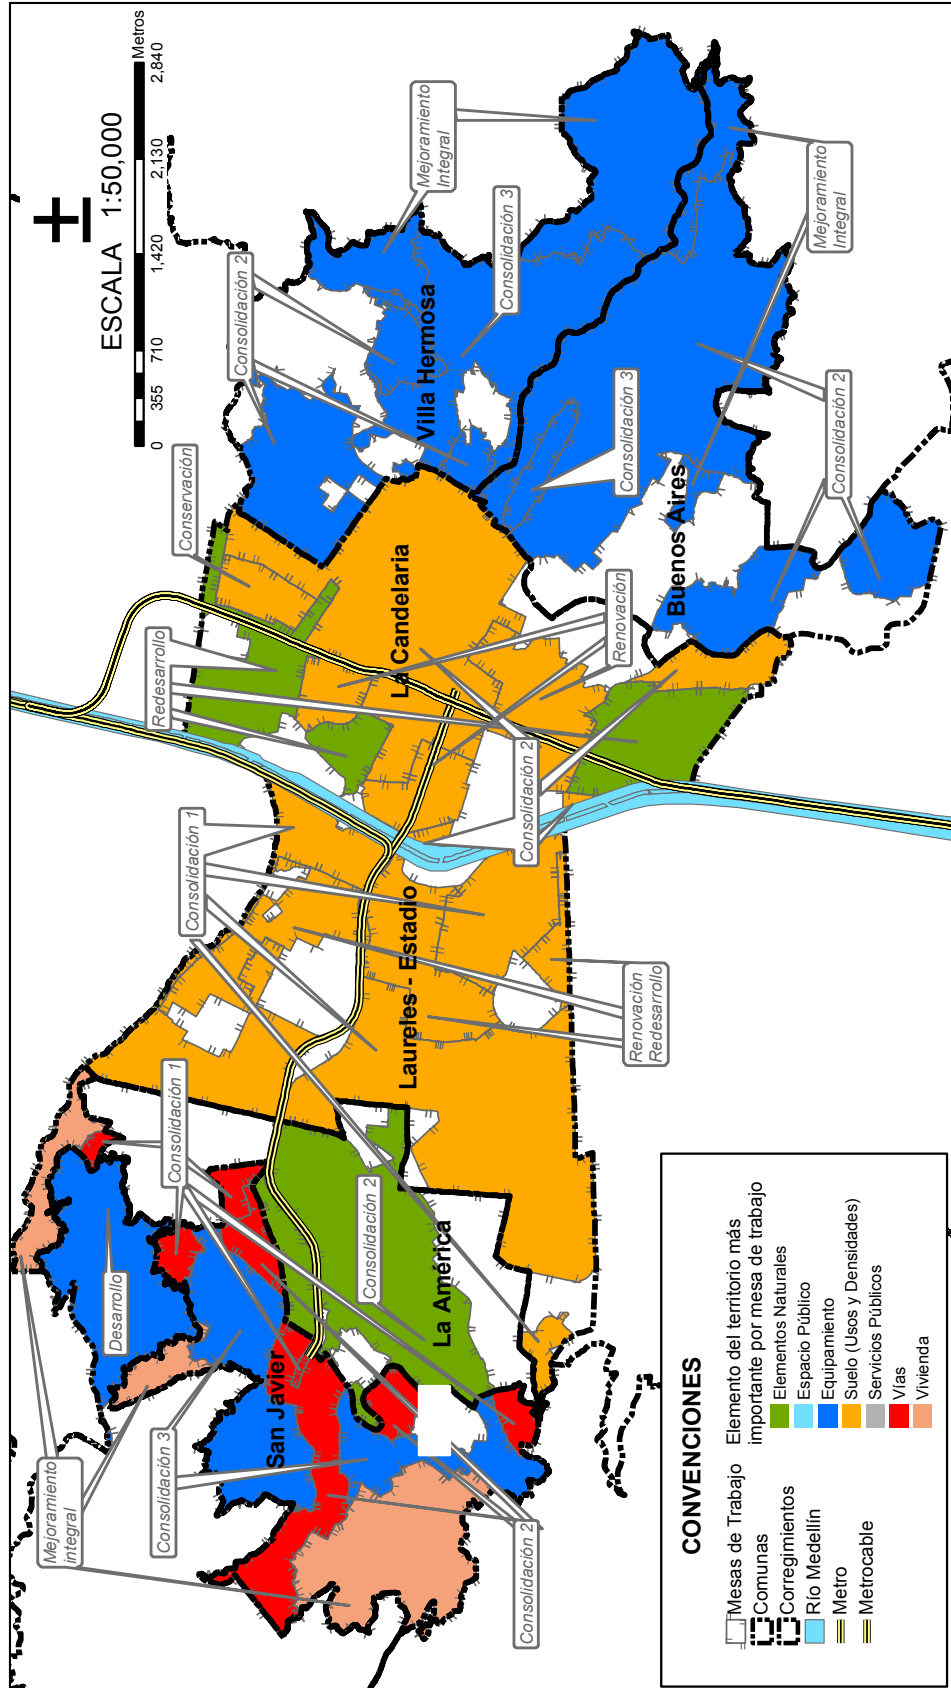 ESCALA 1:50,000
0 355 710 1,420 2,130 2,840
Metros
Mejoramiento
integral
Desarrollo
Consolidación 1
Consolidación 3
San Javier
Consolidación 2
Consolidación 2
La América
Consolidación 1
Laureles - Estadio
Renovación
Redesarrollo
Redesarrollo
Conservación
La Candelaria
Consolidación 2
Renovación
Consolidación 2
Villa Hermosa
Mejoramiento
Integral
Consolidación 3
Consolidación 3
Buenos Aires
Consolidación 2
Mejoramiento
Integral
CONVENCIONES
Mesas de Trabajo
Comunas
Corregimientos
Río Medellín
Metro
Metrocable
Elemento del territorio más
importante por mesa de trabajo
Elementos Naturales
Espacio Público
Equipamiento
Suelo (Usos y Densidades)
Servicios Públicos
Vías
Vivienda